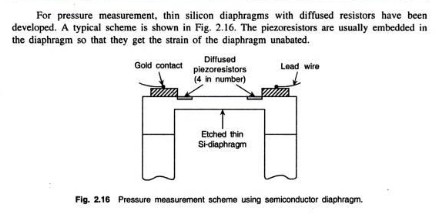 For pressure measurement, thin silicon diaphragms with diffused resistors have been
developed. A typical scheme is shown in Fig. 2.16. The piezoresistors are usually embedded in
the diaphragm so that they get the strain of the diaphragm unabated.
Gold contact
Diffused
piezoresistors
(4 in number)
Lead wire
Etched thin
Si-diaphragm
Fig. 2.16 Pressure measurement scheme using semiconductor diaphragm.